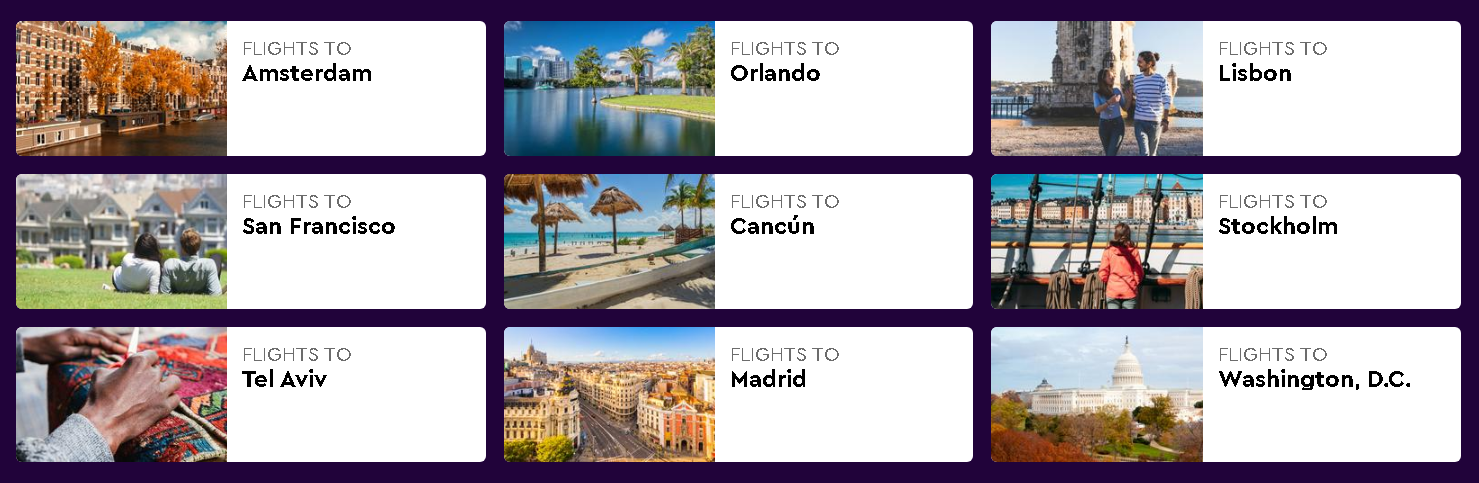 FLIGHTS TO
Amsterdam
FLIGHTS TO
Orlando
FLIGHTS TO
Lisbon
FLIGHTS TO
San Francisco
FLIGHTS TO
Cancún
FLIGHTS TO
Stockholm
FLIGHTS TO
Tel Aviv
FLIGHTS TO
Madrid
FLIGHTS TO
Washington, D.C.